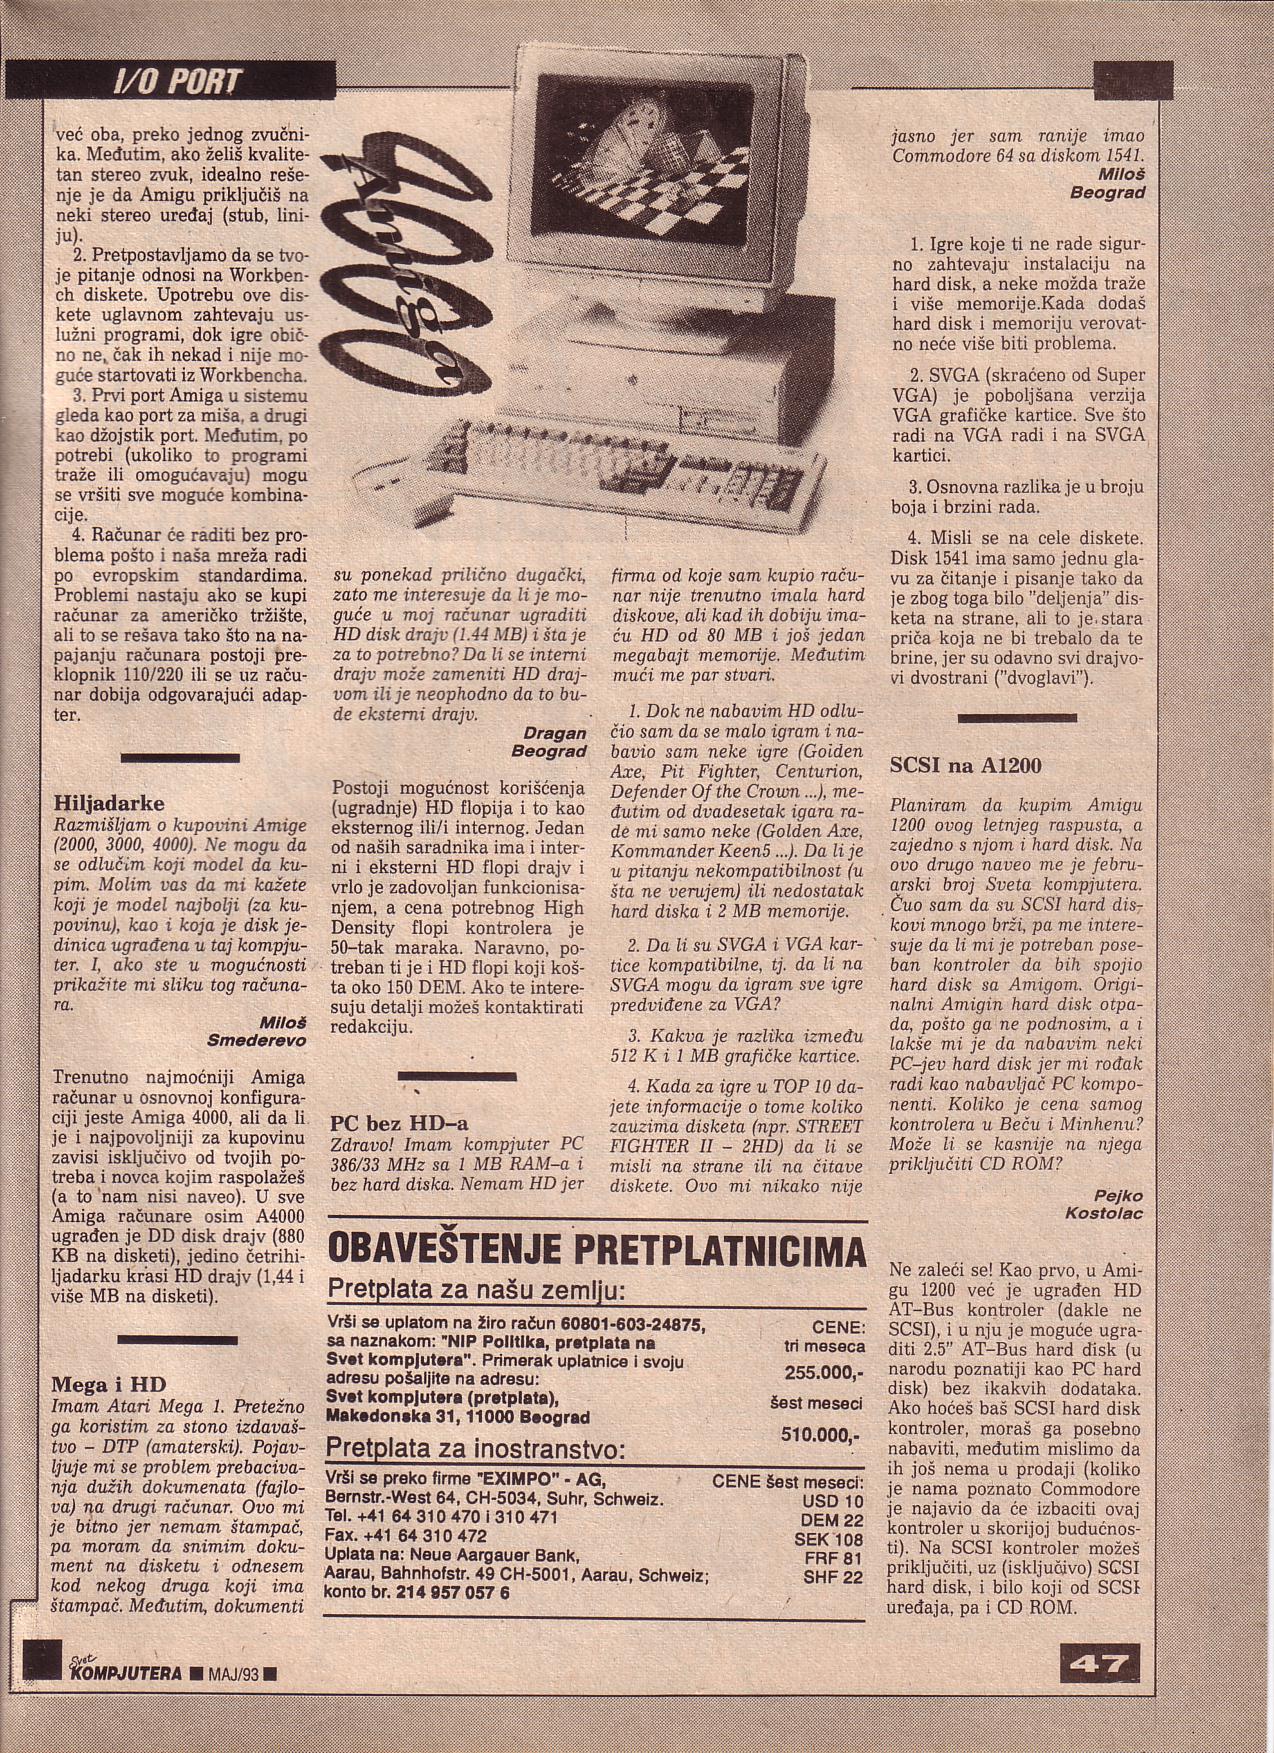 I/O PORT
već oba, preko jednog zvučni-
ka. Međutim, ako želiš kvalite-
tan stereo zvuk, idealno reše-
nje je da Amigu priključiš na
neki stereo uređaj (stub, lini-
ju).
2. Pretpostavljamo da se tvo-
je pitanje odnosi na Workben-
ch diskete. Upotrebu ove dis-
kete uglavnom zahtevaju us-
lužni programi, dok igre obič-
no ne, čak ih nekad i nije mo-
guće startovati iz Workbencha.
3. Prvi port Amiga u sistemu
gleda kao port za miša, a drugi
kao džojstik port. Međutim, po
potrebi (ukoliko to programi
traže ili omogućavaju) mogu
se vršiti sve moguće kombina-
cije.
4. Računar će raditi bez pro-
blema pošto i naša mreža radi
po evropskim standardima.
Problemi nastaju ako se kupi
računar za američko tržište,
ali to se rešava tako što na na-
pajanju računara postoji pre-
klopnik 110/220 ili se uz raču-
nar dobija odgovarajući adap-
ter.
Hiljadarke
Razmišljam o kupovini Amige
(2000, 3000, 4000). Ne mogu da
se odlučim koji model da ku-
pim. Molim vas da mi kažete
koji je model najbolji (za ku-
povinu), kao i koja je disk je-
dinica ugrađena u taj kompju-
ter. I, ako ste u mogućnosti
prikažite mi sliku tog računa-
ra.
Miloš
Smederevo
Trenutno najmoćniji Amiga
računar u osnovnoj konfigura-
ciji jeste Amiga 4000, ali da li
je i najpovoljniji za kupovinu
zavisi isključivo od tvojih po-
treba i novca kojim raspolažeš
(a to nam nisi naveo). U sve
Amiga računare osim A4000
ugrađen je DD disk drajv (880
KB na disketi), jedino četrihi-
ljadarku krasi HD drajv (1,44 i
više MB na disketi).
Mega i HD
Imam Atari Mega 1. Pretežno
ga koristim za stono izdavaš-
tvo – DTP (amaterski). Pojav-
ljuje mi se problem prebaciva-
nja dužih dokumenata (fajlo-
va) na drugi računar. Ovo mi
je bitno jer nemam štampač,
pa moram da snimim doku-
ment na disketu i odnesem
kod nekog druga koji ima
štampač. Međutim, dokumenti
Amiga
4000
su ponekad prilično dugački,
zato me interesuje da li je mo-
guće u moj računar ugraditi
HD disk drajv (1.44 MB) i šta je
za to potrebno? Da li se interni
drajv može zameniti HD draj-
vom ili je neophodno da to bu-
de eksterni drajv.
Dragan
Beograd
Postoji mogućnost korišćenja
(ugradnje) HD flopija i to kao
eksternog ili/i internog. Jedan
od naših saradnika ima i inter-
ni i eksterni HD flopi drajv i
vrlo je zadovoljan funkcionisa-
njem, a cena potrebnog High
Density flopi kontrolera je
50–tak maraka. Naravno, po-
treban ti je i HD flopi koji koš-
ta oko 150 DEM. Ako te intere-
suju detalji možeš kontaktirati
redakciju.
PC bez HD–a
Zdravo! Imam kompjuter PC
386/33 MHz sa 1 MB RAM–a i
bez hard diska. Nemam HD jer
firma od koje sam kupio raču-
nar nije trenutno imala hard
diskove, ali kad ih dobiju ima-
ću HD od 80 MB i još jedan
megabajt memorije. Međutim
mući me par stvari.
1. Dok ne nabavim HD odlu-
čio sam da se malo igram i na-
bavio sam neke igre (Golden
Axe, Pit Fighter, Centurion,
Defender Of the Crown ...), me-
đutim od dvadesetak igara ra-
de mi samo neke (Golden Axe,
Kommander Keen5 ...). Da li je
u pitanju nekompatibilnost (u
šta ne verujem) ili nedostatak
hard diska i 2 MB memorije.
2. Da li su SVGA i VGA kar-
tice kompatibilne, tj. da li na
SVGA mogu da igram sve igre
predviđene za VGA?
3. Kakva je razlika između
512 K i 1 MB grafičke kartice.
4. Kada za igre u TOP 10 da-
jete informacije o tome koliko
zauzima disketa (npr. STREET
FIGHTER II – 2HD) da li se
misli na strane ili na čitave
diskete. Ovo mi nikako nije
jasno jer sam ranije imao
Commodore 64 sa diskom 1541.
Miloš
Beograd
1. Igre koje ti ne rade sigur-
no zahtevaju instalaciju na
hard disk, a neke možda traže
i više memorije.Kada dodaš
hard disk i memoriju verovat-
no neće više biti problema.
2. SVGA (skraćeno od Super
VGA) je poboljšana verzija
VGA grafičke kartice. Sve što
radi na VGA radi i na SVGA
kartici.
3. Osnovna razlika je u broju
boja i brzini rada.
4. Misli se na cele diskete.
Disk 1541 ima samo jednu gla-
vu za čitanje i pisanje tako da
je zbog toga bilo "deljenja" dis-
keta na strane, ali to je stara
priča koja ne bi trebalo da te
brine, jer su odavno svi drajvo-
vi dvostrani ("dvoglavi").
SCSI na A1200
Planiram da kupim Amigu
1200 ovog letnjeg raspusta, a
zajedno s njom i hard disk. Na
ovo drugo naveo me je febru-
arski broj Sveta kompjutera.
Čuo sam da su SCSI hard dis-
kovi mnogo brži, pa me intere-
suje da li mi je potreban pose-
ban kontroler da bih spojio
hard disk sa Amigom. Origi-
nalni Amigin hard disk otpa-
da, pošto ga ne podnosim, a i
lakše mi je da nabavim neki
PC–jev hard disk jer mi rođak
radi kao nabavljač PC kompo-
nenti. Koliko je cena samog
kontrolera u Beču i Minhenu?
Može li se kasnije na njega
priključiti CD ROM?
Pejko
Kostolac
Ne zaleći se! Kao prvo, u Ami-
gu 1200 već je ugrađen HD
AT–Bus kontroler (dakle ne
SCSI), i u nju je moguće ugra-
diti 2.5" AT–Bus hard disk (u
narodu poznatiji kao PC hard
disk) bez ikakvih dodataka.
Ako hoćeš baš SCSI hard disk
kontroler, moraš ga posebno
nabaviti, međutim mislimo da
ih još nema u prodaji (koliko
je nama poznato Commodore
je najavio da će izbaciti ovaj
kontroler u skorijoj budućnos-
ti). Na SCSI kontroler možeš
priključiti, uz (isključivo) SCSI
hard disk, i bilo koji od SCSI
uređaja, pa i CD ROM.
OBAVEŠTENJE PRETPLATNICIMA
Pretplata za našu zemlju:
Vrši se uplatom na žiro račun 60801-603-24875,
sa naznakom: "NIP Politika, pretplata na
Svet kompjutera". Primerak uplatnice i svoju
adresu pošaljite na adresu:
Svet kompjutera (pretplata),
Makedonska 31, 11000 Beograd
CENE:
tri meseca
255.000,-
šest meseci
510.000,-
Pretplata za inostranstvo:
Vrši se preko firme "EXIMPO" - AG,
Bernstr.-West 64, CH-5034, Suhr, Schweiz.
Tel. +41 64 310 470 i 310 471
Fax. +41 64 310 472
Uplata na: Neue Aargauer Bank,
Aarau, Bahnhofstr. 49 CH-5001, Aarau, Schweiz;
konto br. 214 957 057 6
CENE šest meseci:
USD 10
DEM 22
SEK 108
FRF 81
SHF 22
Svet
KOMPJUTERA ■ MAJ/93 ■
47